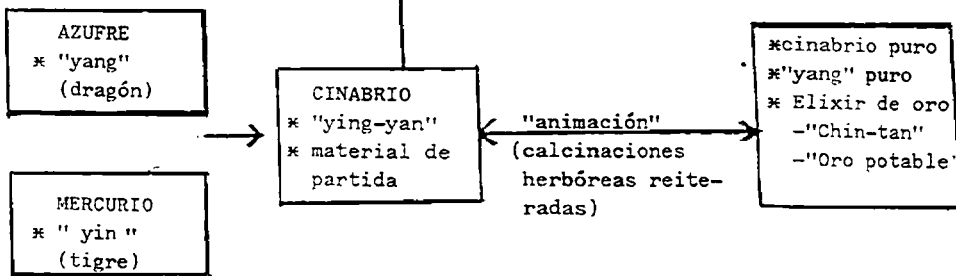 AZUFRE
* "yang"
(dragón)
MERCURIO
* " yin "
(tigre)
CINABRIO
* "ying-yan"
* material de
partida
"animación"
(calcinaciones
herbóreas reite-
radas)
*cinabrio puro
*"yang" puro
* Elixir de oro
-"Chin-tan"
-"Oro potable"